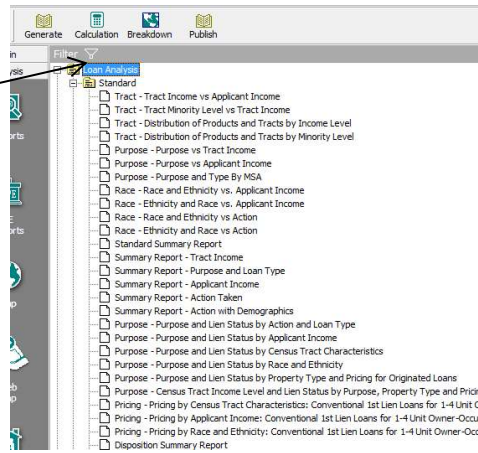 Generate Calculation Breakdown Publish
in Filter
ysis Loan Analysis
Standard
Tract - Tract Income vs Applicant Income
Tract - Tract Minority Level vs Tract Income
Tract - Distribution of Products and Tracts by Income Level
orts Tract - Distribution of Products and Tracts by Minority Level
Purpose - Purpose vs Tract Income
Purpose - Purpose vs Applicant Income
Purpose - Purpose and Type By MSA
Race - Race and Ethnicity vs. Applicant Income
Race - Ethnicity and Race vs. Applicant Income
E Race - Race and Ethnicity vs Action
orts Race - Ethnicity and Race vs Action
Standard Summary Report
Summary Report - Tract Income
Summary Report - Purpose and Loan Type
Summary Report - Applicant Income
p Summary Report - Action Taken
Summary Report - Action with Demographics
Purpose - Purpose and Lien Status by Action and Loan Type
Purpose - Purpose and Lien Status by Applicant Income
Purpose - Purpose and Lien Status by Census Tract Characteristics
Purpose - Purpose and Lien Status by Race and Ethnicity
eb Purpose - Purpose and Lien Status by Property Type and Pricing for Originated Loans
p Purpose - Census Tract Income Level and Lien Status by Purpose, Property Type and Pricin
Pricing - Pricing by Census Tract Characteristics: Conventional 1st Lien Loans for 1-4 Unit O
Pricing - Pricing by Applicant Income: Conventional 1st Lien Loans for 1-4 Unit Owner-Occu
Pricing - Pricing by Race and Ethnicity: Conventional 1st Lien Loans for 1-4 Unit Owner-Occ
Disposition Summary Report